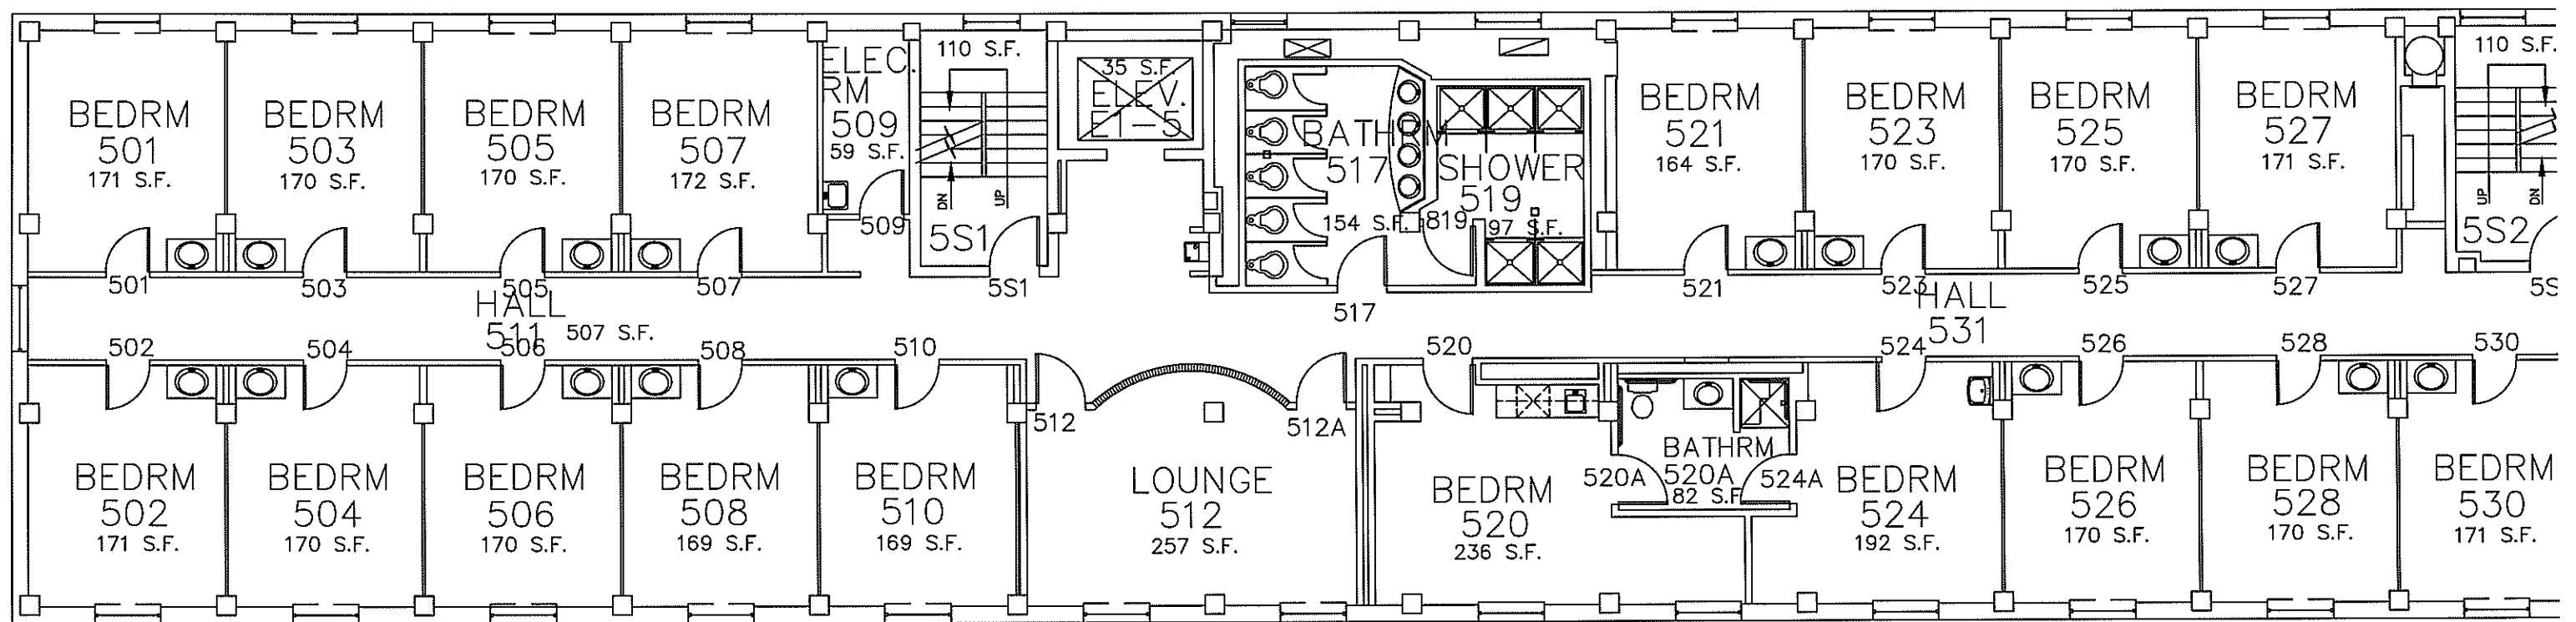 BEDRM
501
171 S.F.
BEDRM
503
170 S.F.
BEDRM
505
170 S.F.
BEDRM
507
172 S.F.
ELEC.
RM
509
59 S.F.
509
110 S.F.
DN
UP
5S1
5S1
35 S.F.
ELEV.
E1-5
BATHRM
517
154 S.F.
819
SHOWER
519
97 S.F.
517
BEDRM
521
164 S.F.
BEDRM
523
170 S.F.
BEDRM
525
170 S.F.
BEDRM
527
171 S.F.
110 S.F.
UP
DN
5S2
5S
501
503
505
507
521
523
525
527
HALL
511
507 S.F.
HALL
531
502
504
506
508
510
512
512A
520
524
526
528
530
BEDRM
502
171 S.F.
BEDRM
504
170 S.F.
BEDRM
506
170 S.F.
BEDRM
508
169 S.F.
BEDRM
510
169 S.F.
LOUNGE
512
257 S.F.
BEDRM
520
236 S.F.
520A
BATHRM
520A
82 S.F.
524A
BEDRM
524
192 S.F.
BEDRM
526
170 S.F.
BEDRM
528
170 S.F.
BEDRM
530
171 S.F.